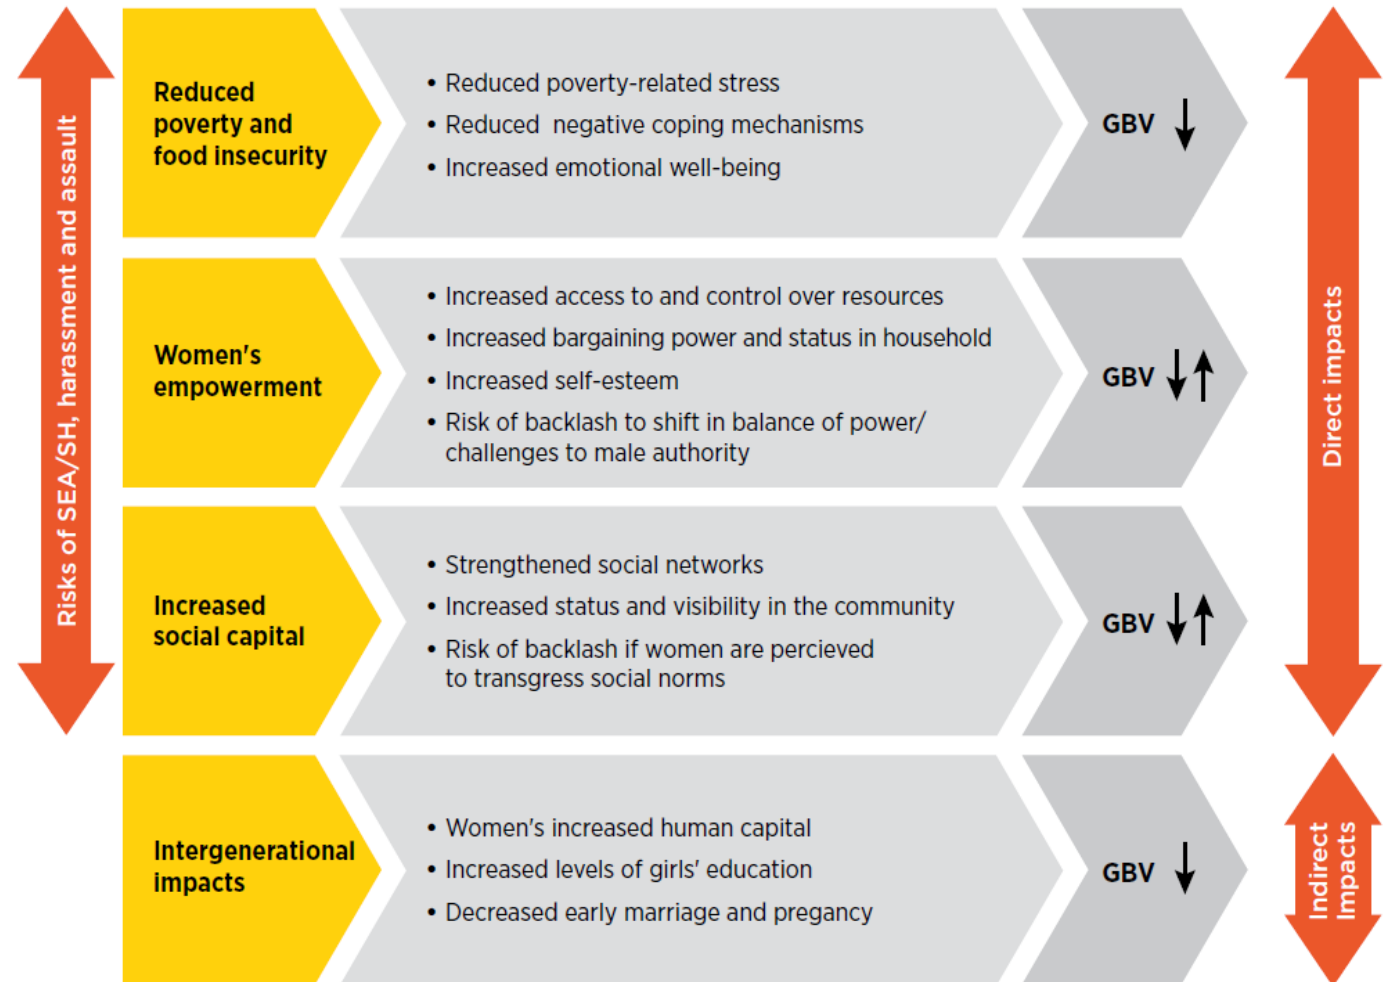 Risks of SEA/SH, harassment and assault
Reduced
poverty and
food insecurity
• Reduced poverty-related stress
• Reduced negative coping mechanisms
• Increased emotional well-being
GBV ↓
Direct impacts
Women's
empowerment
• Increased access to and control over resources
• Increased bargaining power and status in household
• Increased self-esteem
• Risk of backlash to shift in balance of power/
challenges to male authority
GBV ↓↑
Increased
social capital
• Strengthened social networks
• Increased status and visibility in the community
• Risk of backlash if women are percieved
to transgress social norms
GBV ↓↑
Intergenerational
impacts
• Women's increased human capital
• Increased levels of girls' education
• Decreased early marriage and pregancy
GBV ↓
Indirect
Impacts